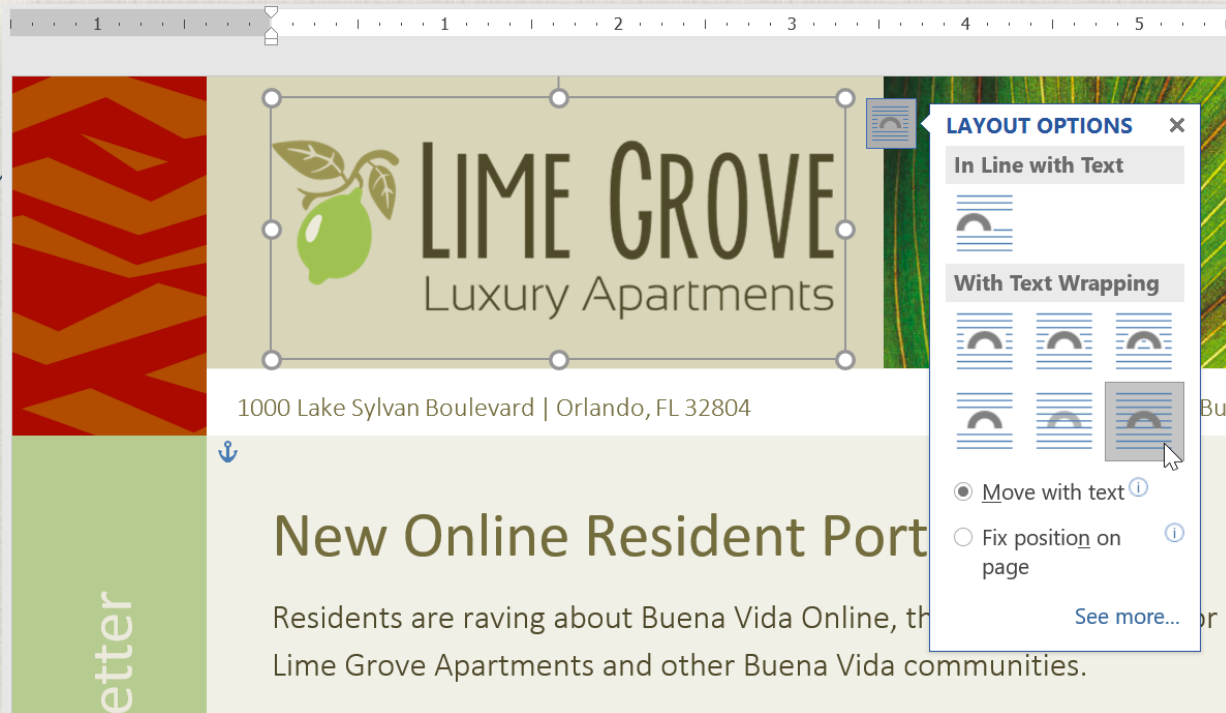 1 1 2 3 4 5
LIME GROVE
Luxury Apartments
1000 Lake Sylvan Boulevard | Orlando, FL 32804
Bu
New Online Resident Port
Residents are raving about Buena Vida Online, th or
Lime Grove Apartments and other Buena Vida communities.
etter
LAYOUT OPTIONS
In Line with Text
With Text Wrapping
Move with text
Fix position on
page
See more...